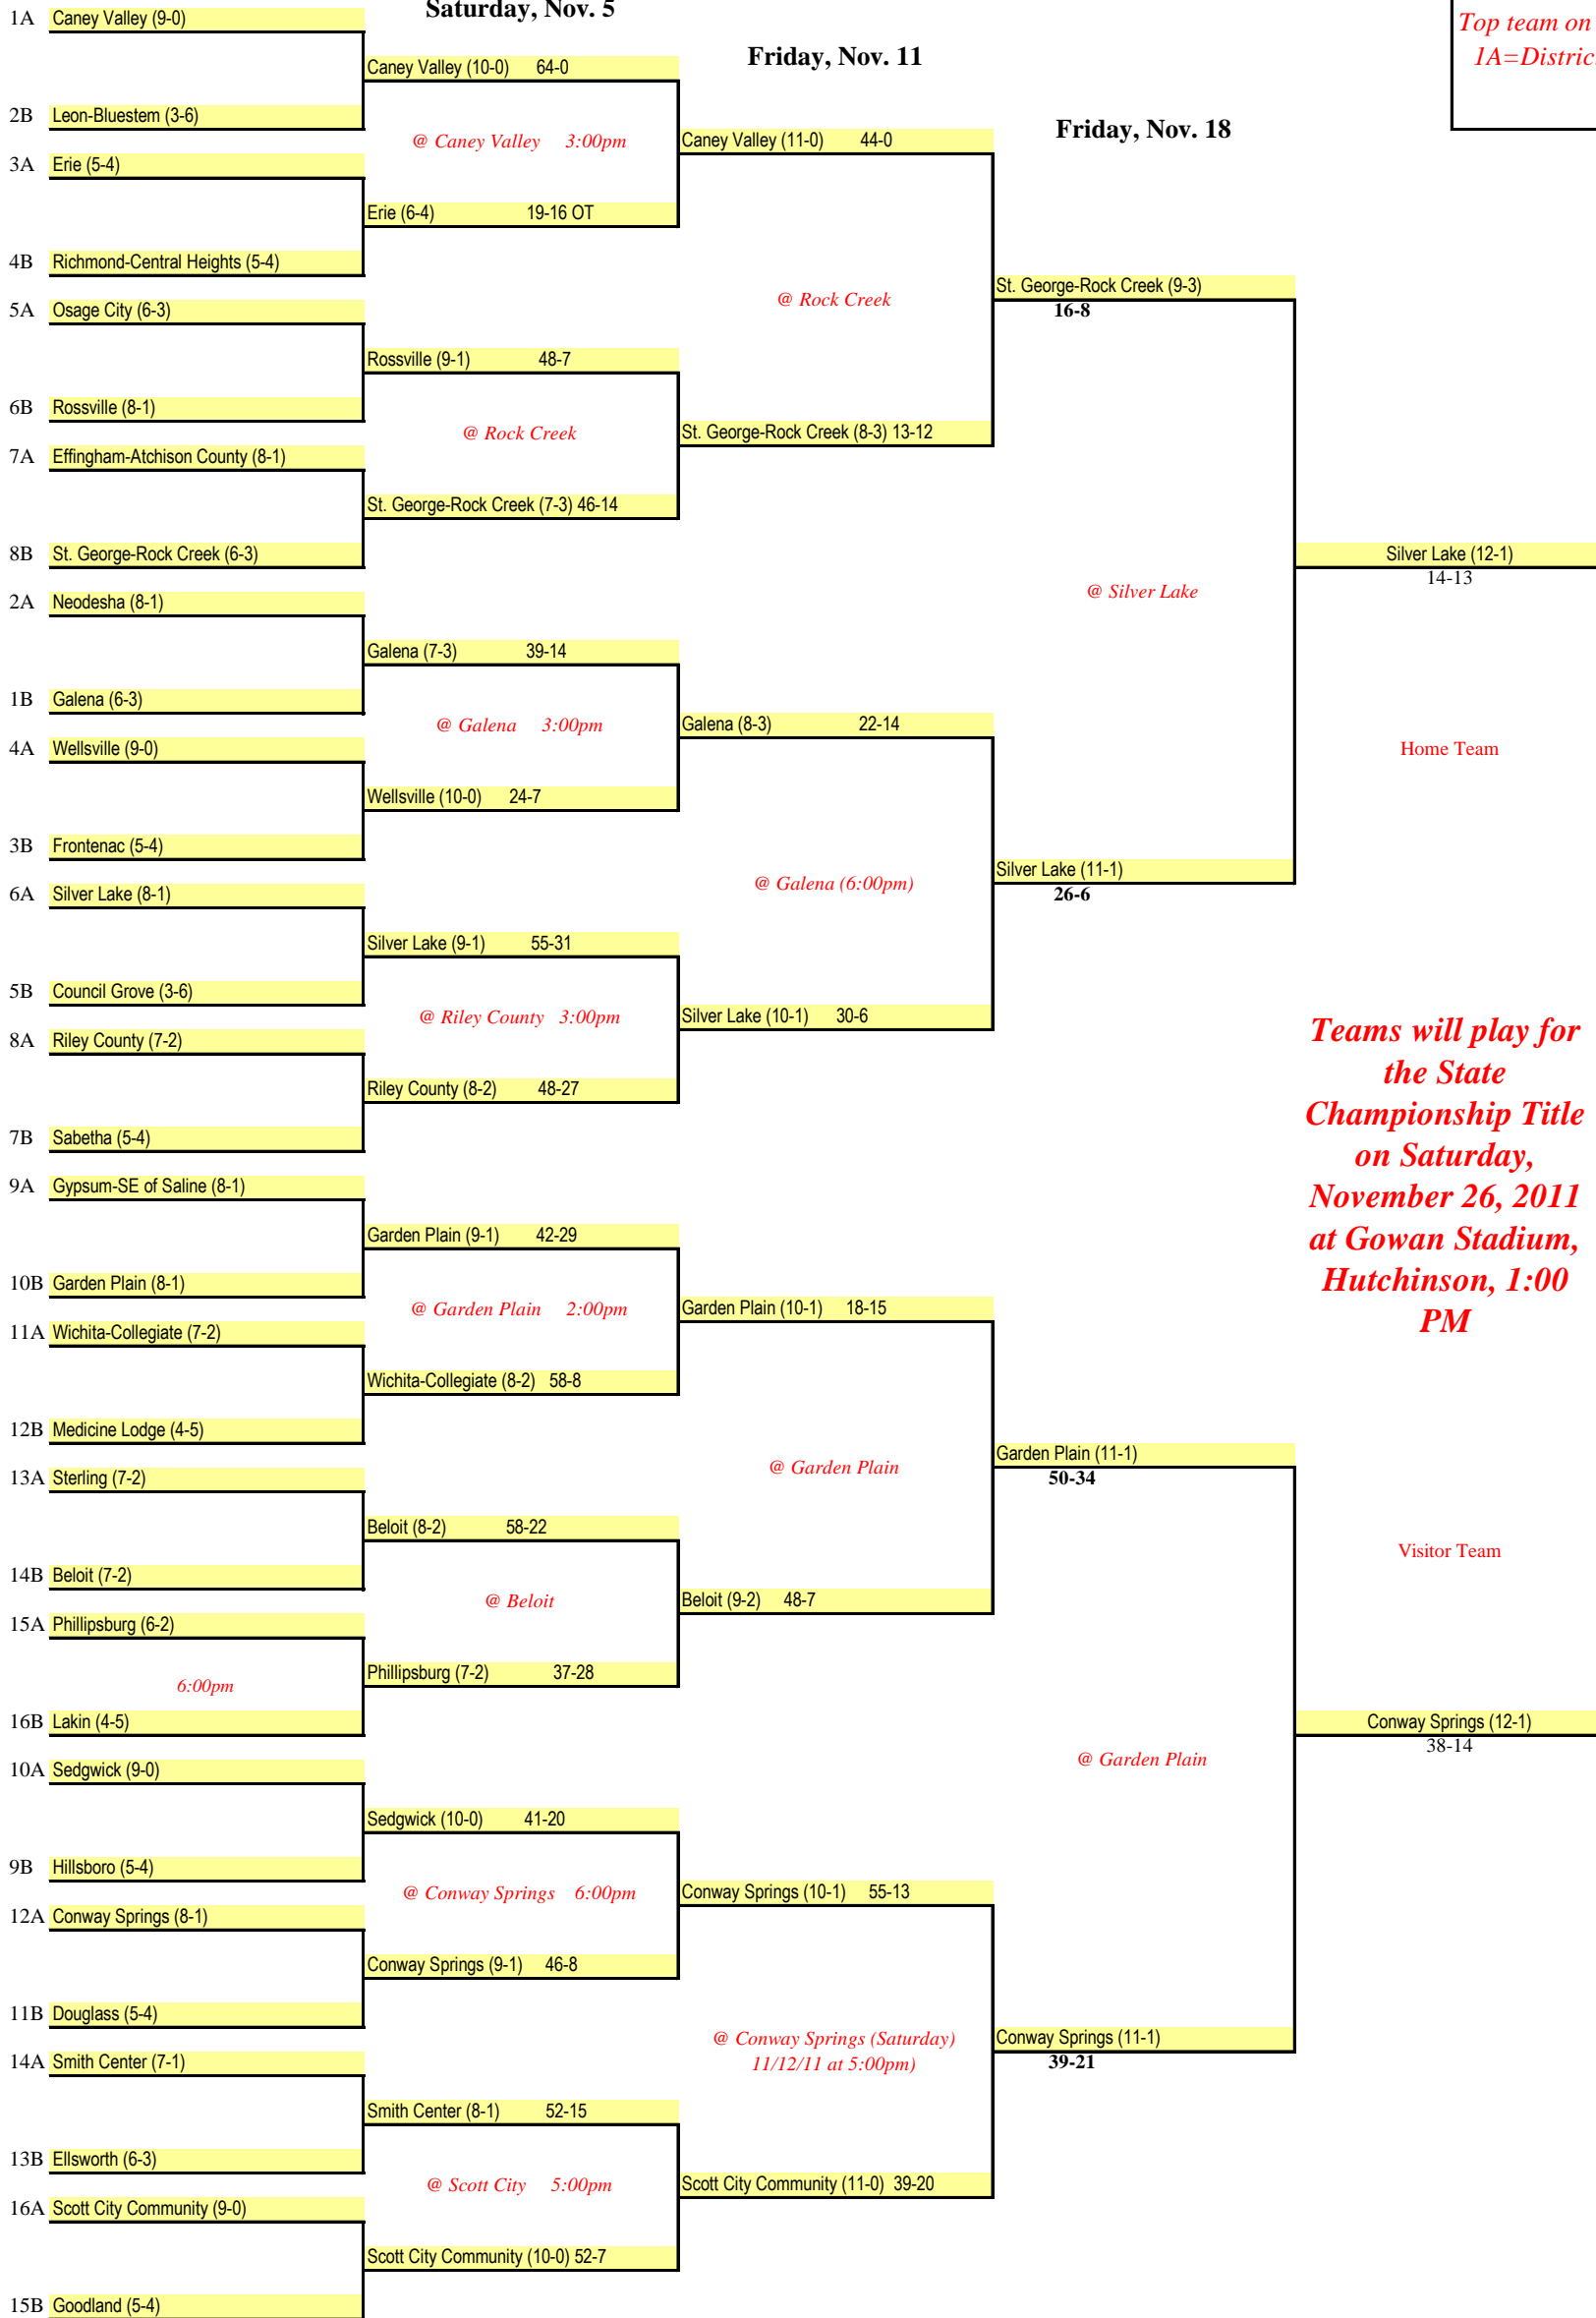 Saturday, Nov. 5
Top team on
1A=Distric
1A Caney Valley (9-0)
Friday, Nov. 11
Caney Valley (10-0) 64-0
2B Leon-Bluestem (3-6)
Friday, Nov. 18
@ Caney Valley 3:00pm
Caney Valley (11-0) 44-0
3A Erie (5-4)
Erie (6-4) 19-16 OT
4B Richmond-Central Heights (5-4)
St. George-Rock Creek (9-3)
16-8
@ Rock Creek
5A Osage City (6-3)
Rossville (9-1) 48-7
6B Rossville (8-1)
@ Rock Creek
St. George-Rock Creek (8-3) 13-12
7A Effingham-Atchison County (8-1)
St. George-Rock Creek (7-3) 46-14
8B St. George-Rock Creek (6-3)
Silver Lake (12-1)
14-13
@ Silver Lake
2A Neodesha (8-1)
Galena (7-3) 39-14
1B Galena (6-3)
@ Galena 3:00pm
Galena (8-3) 22-14
4A Wellsville (9-0)
Home Team
Wellsville (10-0) 24-7
3B Frontenac (5-4)
Silver Lake (11-1)
26-6
@ Galena (6:00pm)
6A Silver Lake (8-1)
Silver Lake (9-1) 55-31
5B Council Grove (3-6)
@ Riley County 3:00pm
Silver Lake (10-1) 30-6
8A Riley County (7-2)
Riley County (8-2) 48-27
7B Sabetha (5-4)
Teams will play for
the State
Championship Title
on Saturday,
November 26, 2011
at Gowan Stadium,
Hutchinson, 1:00
PM
9A Gypsum-SE of Saline (8-1)
Garden Plain (9-1) 42-29
10B Garden Plain (8-1)
@ Garden Plain 2:00pm
Garden Plain (10-1) 18-15
11A Wichita-Collegiate (7-2)
Wichita-Collegiate (8-2) 58-8
12B Medicine Lodge (4-5)
Garden Plain (11-1)
50-34
@ Garden Plain
13A Sterling (7-2)
Beloit (8-2) 58-22
14B Beloit (7-2)
Visitor Team
@ Beloit
Beloit (9-2) 48-7
15A Phillipsburg (6-2)
6:00pm
Phillipsburg (7-2) 37-28
16B Lakin (4-5)
Conway Springs (12-1)
38-14
@ Garden Plain
10A Sedgwick (9-0)
Sedgwick (10-0) 41-20
9B Hillsboro (5-4)
@ Conway Springs 6:00pm
Conway Springs (10-1) 55-13
12A Conway Springs (8-1)
Conway Springs (9-1) 46-8
11B Douglass (5-4)
@ Conway Springs (Saturday)
11/12/11 at 5:00pm)
Conway Springs (11-1)
39-21
14A Smith Center (7-1)
Smith Center (8-1) 52-15
13B Ellsworth (6-3)
@ Scott City 5:00pm
Scott City Community (11-0) 39-20
16A Scott City Community (9-0)
Scott City Community (10-0) 52-7
15B Goodland (5-4)